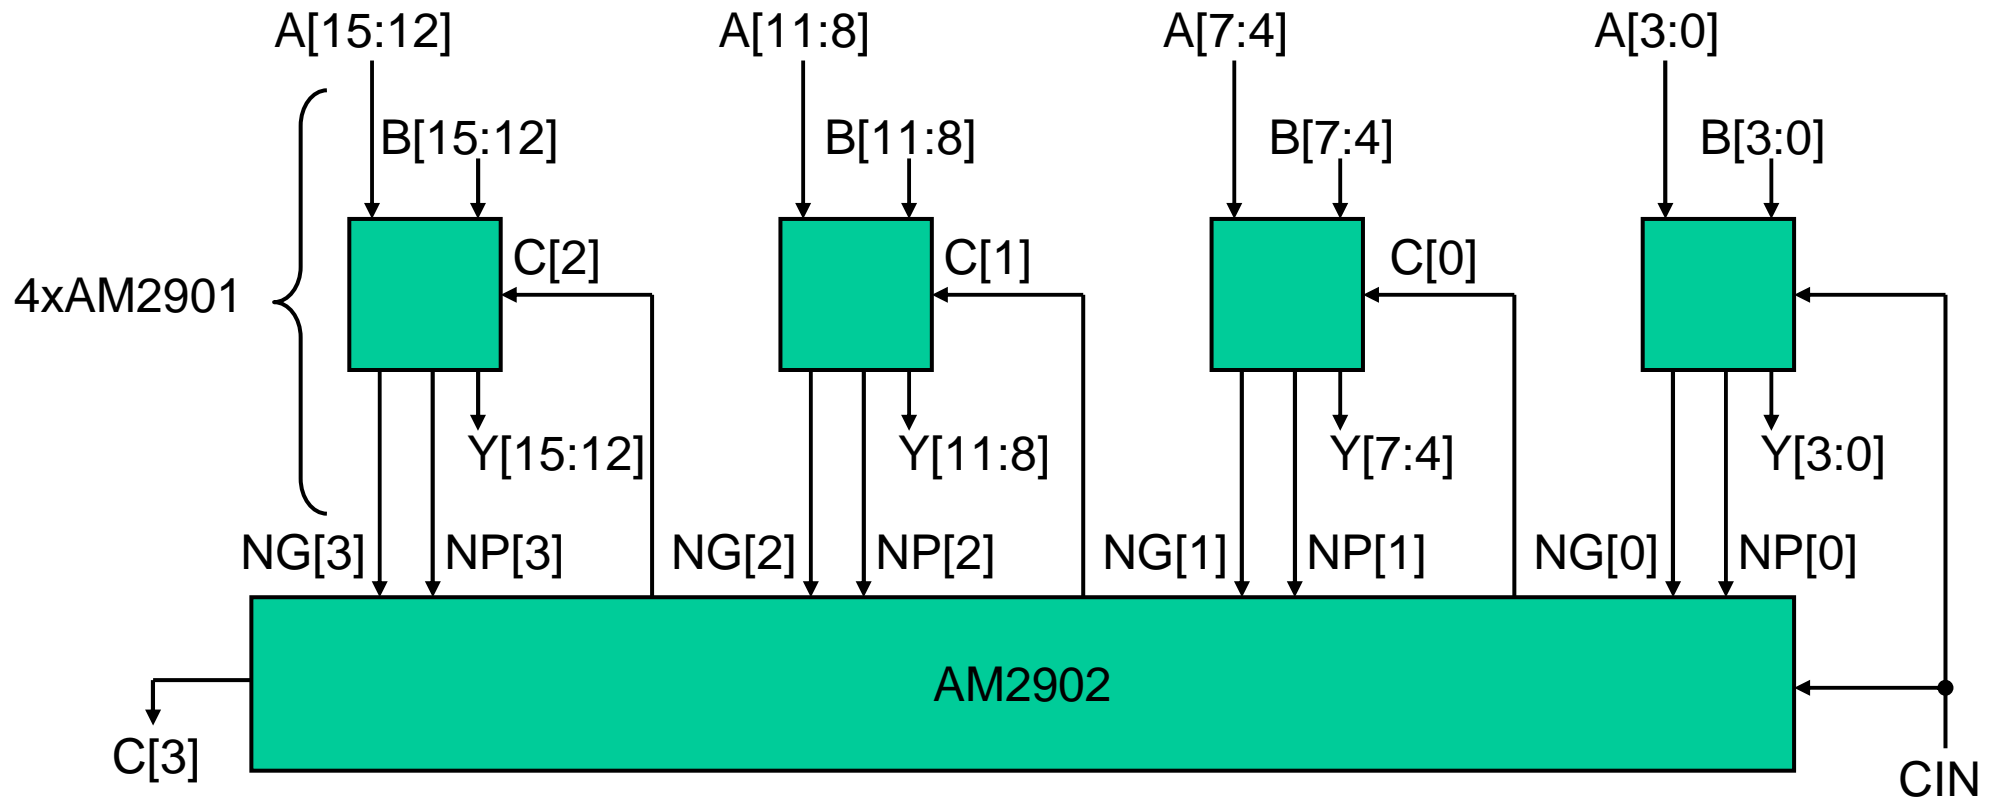 A[15:12] A[11:8] A[7:4] A[3:0]
B[15:12] B[11:8] B[7:4] B[3:0]
C[2] C[1] C[0]
4xAM2901
Y[15:12] Y[11:8] Y[7:4] Y[3:0]
NG[3] NP[3] NG[2] NP[2] NG[1] NP[1] NG[0] NP[0]
AM2902
C[3]
CIN